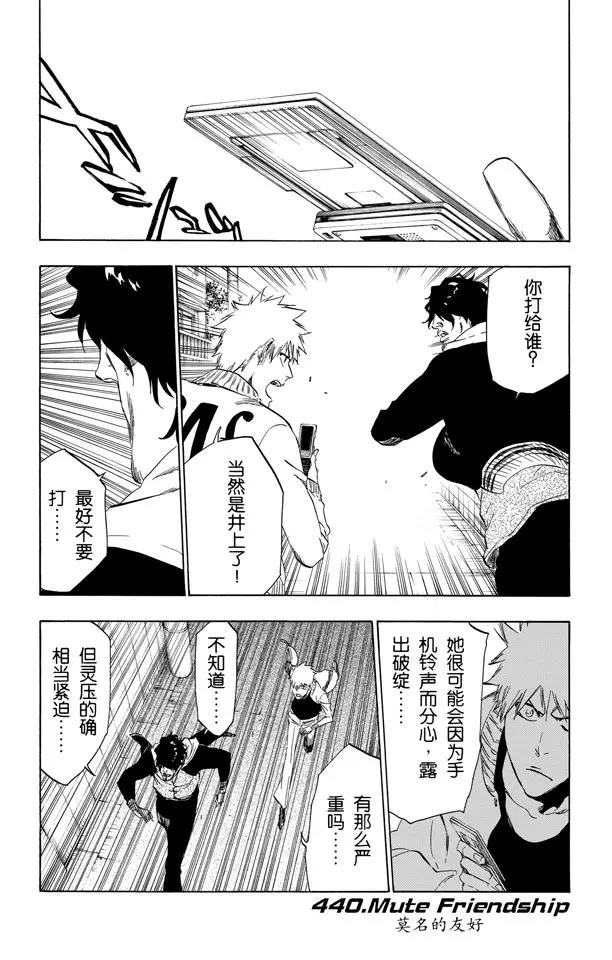 你打给谁？
当然是井上了！
最好不要
打……
她很可能会因为手
机铃声而分心，露
出破绽……
有那么严
重吗……
不知道……
但灵压的确
相当紧迫……
440.Mute Friendship
莫名的友好